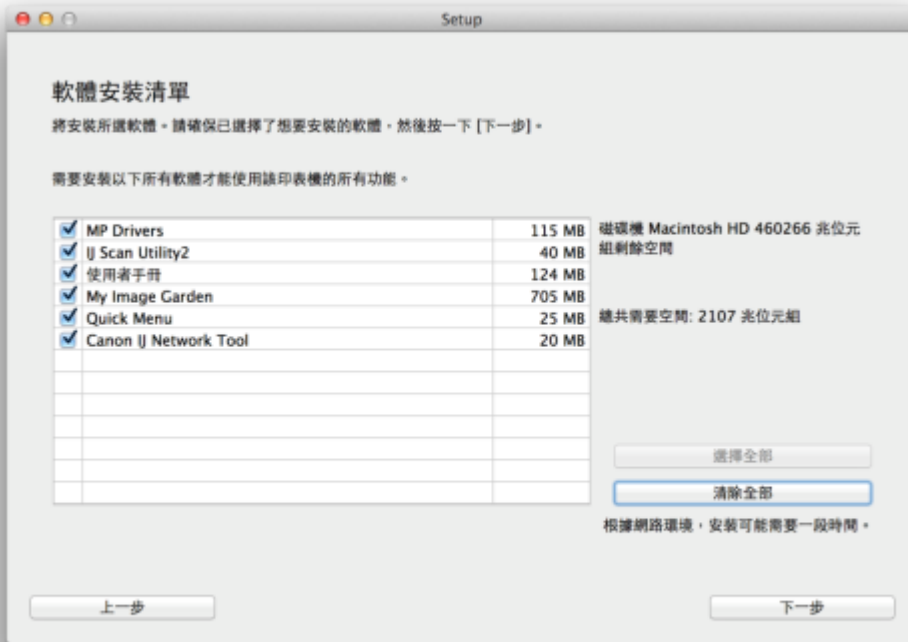 Setup
軟體安裝清單
將安裝所選軟體。請確保已選擇了想要安裝的軟體，然後按一下 [下一步]。
需要安裝以下所有軟體才能使用該印表機的所有功能。
MP Drivers 115 MB
IJ Scan Utility2 40 MB
使用者手冊 124 MB
My Image Garden 705 MB
Quick Menu 25 MB
Canon IJ Network Tool 20 MB
磁碟機 Macintosh HD 460266 兆位元
組剩餘空間
總共需要空間: 2107 兆位元組
選擇全部
清除全部
根據網路環境，安裝可能需要一段時間。
上一步
下一步